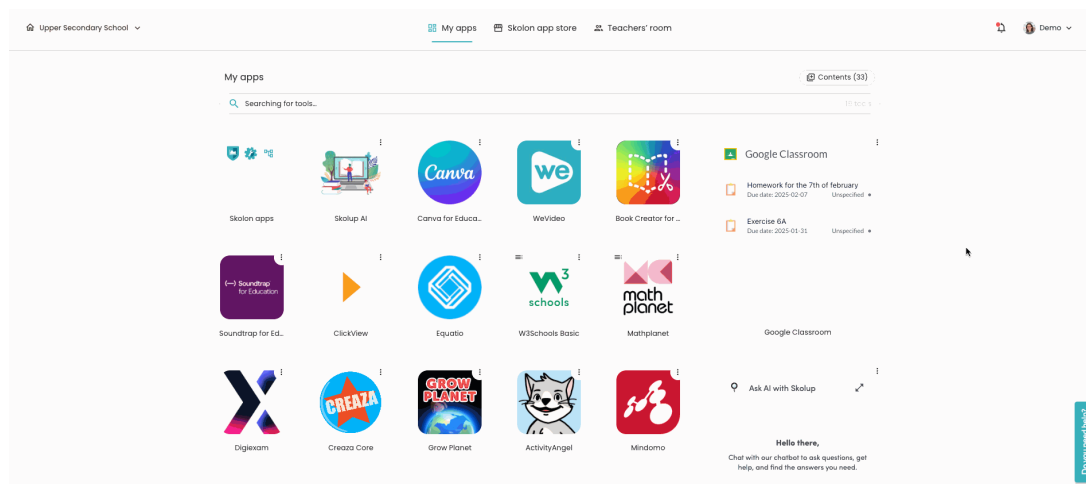 Upper Secondary School
My apps
Skolon app store
Teachers' room
Demo
My apps
Contents (33)
Searching for tools...
Skolon apps
Skolup AI
Canva
Canva for Educa...
we
WeVideo
Book Creator for ...
Google Classroom
Homework for the 7th of february
Due date: 2025-02-07 Unspecified
Exercise 6A
Due date: 2025-01-31 Unspecified
Google Classroom
Soundtrap
for Education
Soundtrap for Ed...
ClickView
Equatio
w3
schools
W3Schools Basic
math
planet
Mathplanet
Digiexam
CREAZA
Creaza Core
GROW
PLANET
Grow Planet
ActivityAngel
Mindomo
Ask AI with Skolup
Hello there,
Chat with our chatbot to ask questions, get
help, and find the answers you need.
Do you need help?